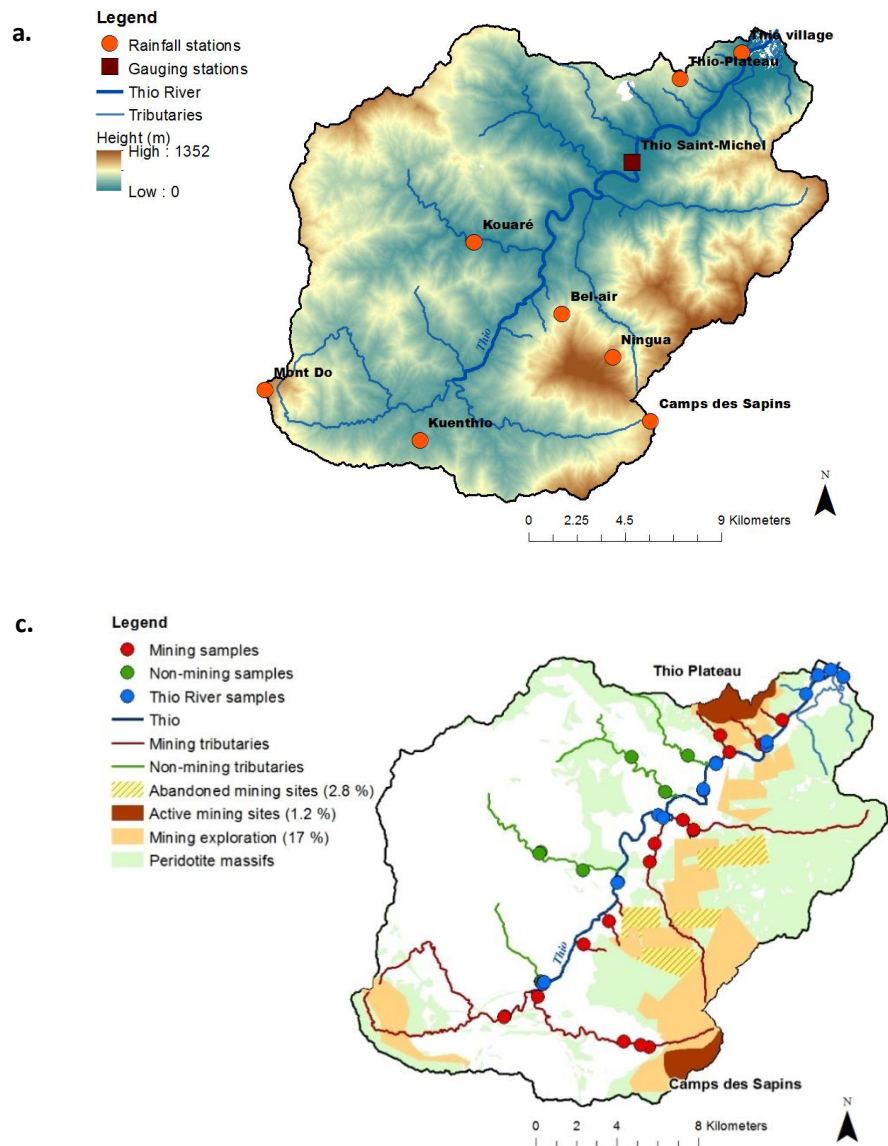 a.
Legend
Rainfall stations
Gauging stations
Thio River
Tributaries
Height (m)
High : 1352
Low : 0
Thio village
Thio-Plateau
Thio Saint-Michel
Kouaré
Bel-air
Thio
Ningua
Mont Do
Camps des Sapins
Kuenthio
N
0 2.25 4.5 9 Kilometers
c.
Legend
Mining samples
Non-mining samples
Thio River samples
Thio
Mining tributaries
Non-mining tributaries
Abandoned mining sites (2.8 %)
Active mining sites (1.2 %)
Mining exploration (17 %)
Peridotite massifs
Thio Plateau
Thio
Camps des Sapins
N
0 2 4 8 Kilometers